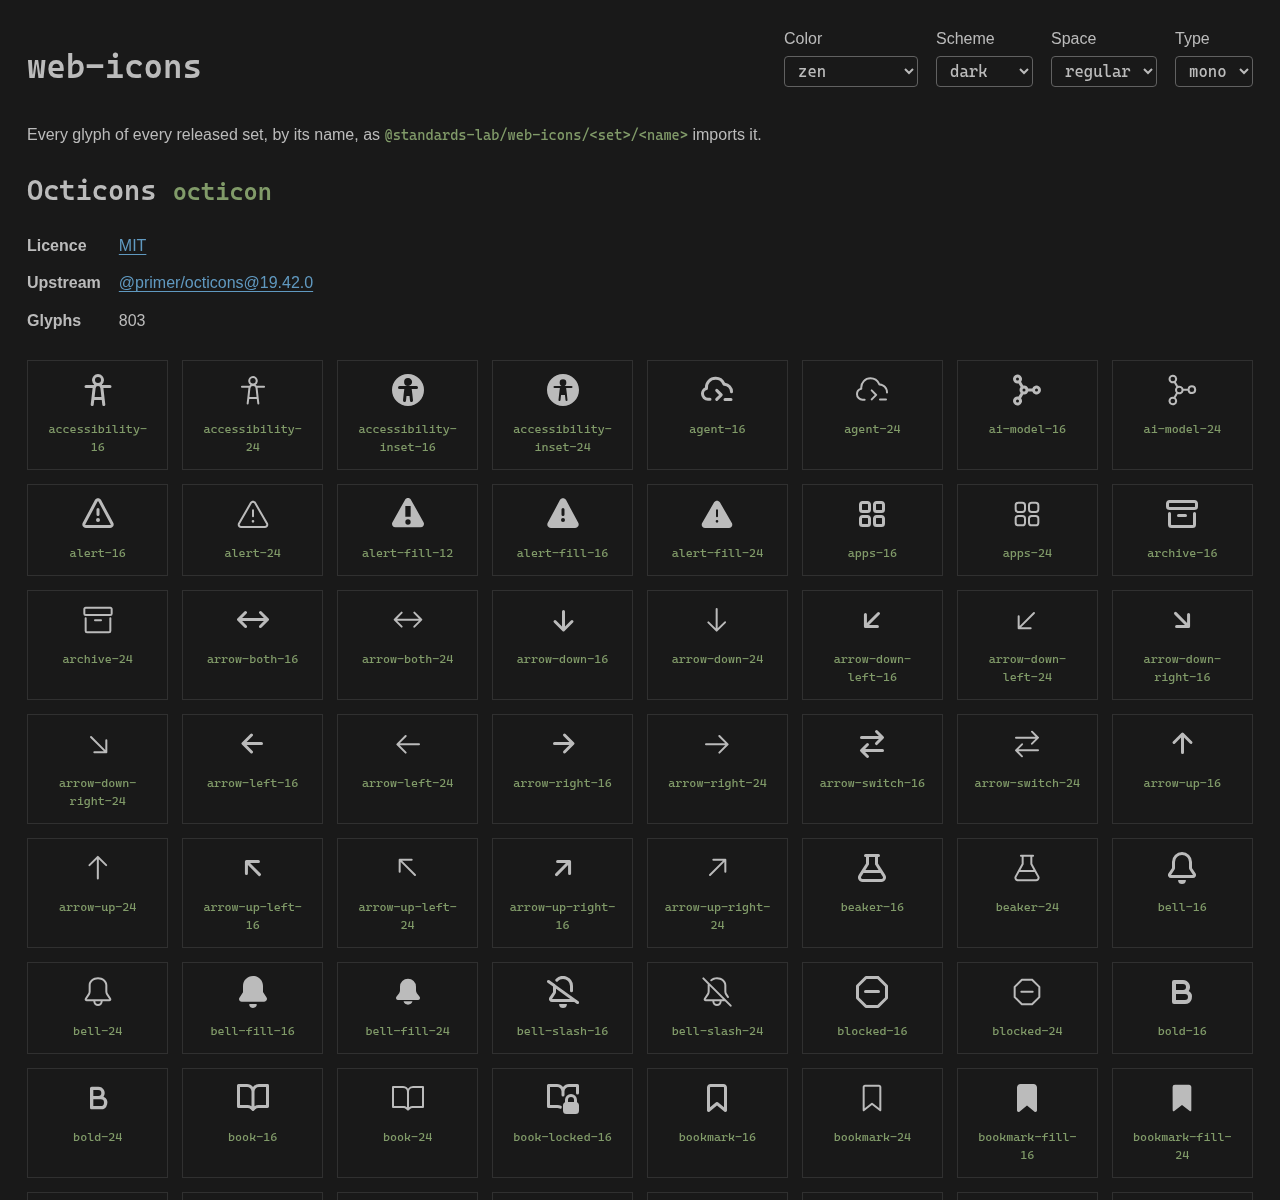 web-icons
Color Scheme Space Type
zen dark regular mono
Every glyph of every released set, by its name, as @standards-lab/web-icons/<set>/<name> imports it.
Octicons octicon
Licence MIT
Upstream @primer/octicons@19.42.0
Glyphs 803
accessibility-16 accessibility-24 accessibility-inset-16 accessibility-inset-24 agent-16 agent-24 ai-model-16 ai-model-24
alert-16 alert-24 alert-fill-12 alert-fill-16 alert-fill-24 apps-16 apps-24 archive-16
archive-24 arrow-both-16 arrow-both-24 arrow-down-16 arrow-down-24 arrow-down-left-16 arrow-down-left-24 arrow-down-right-16
arrow-down-right-24 arrow-left-16 arrow-left-24 arrow-right-16 arrow-right-24 arrow-switch-16 arrow-switch-24 arrow-up-16
arrow-up-24 arrow-up-left-16 arrow-up-left-24 arrow-up-right-16 arrow-up-right-24 beaker-16 beaker-24 bell-16
bell-24 bell-fill-16 bell-fill-24 bell-slash-16 bell-slash-24 blocked-16 blocked-24 bold-16
bold-24 book-16 book-24 book-locked-16 bookmark-16 bookmark-24 bookmark-fill-16 bookmark-fill-24